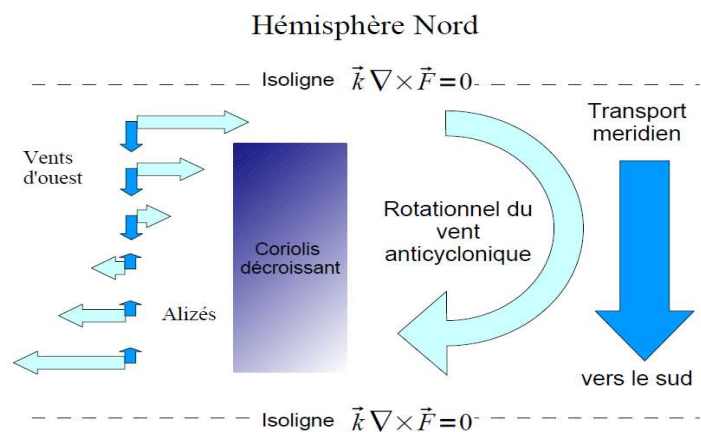 Hémisphère Nord
Isoligne k⃗ ∇ × F⃗ = 0
Vents
d'ouest
Alizés
Coriolis
décroissant
Rotationnel du
vent
anticyclonique
Transport
meridien
vers le sud
Isoligne k⃗ ∇ × F⃗ = 0